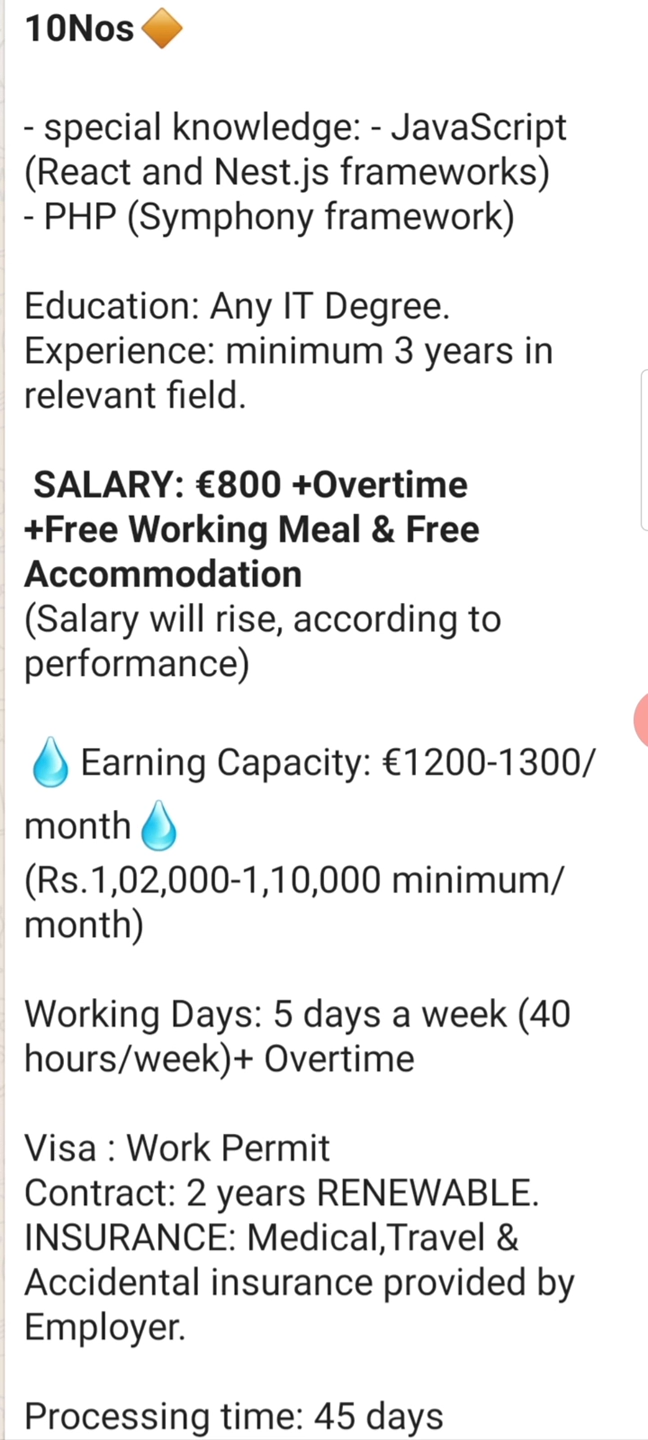 10Nos🔶
- special knowledge: - JavaScript
(React and Nest.js frameworks)
- PHP (Symphony framework)
Education: Any IT Degree.
Experience: minimum 3 years in
relevant field.
SALARY: €800 +Overtime
+Free Working Meal & Free
Accommodation
(Salary will rise, according to
performance)
💧Earning Capacity: €1200-1300/
month💧
(Rs.1,02,000-1,10,000 minimum/
month)
Working Days: 5 days a week (40
hours/week)+ Overtime
Visa : Work Permit
Contract: 2 years RENEWABLE.
INSURANCE: Medical,Travel &
Accidental insurance provided by
Employer.
Processing time: 45 days